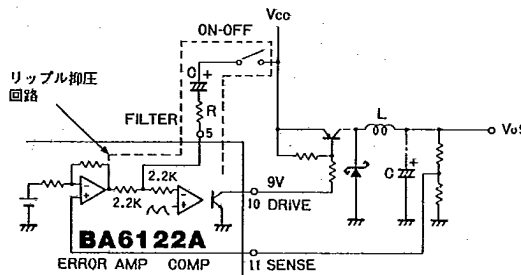 Vcc
ON-OFF
リップル抑圧
回路
C
+
R
L
Vos
FILTER
5
2.2K
9V
C
+
2.2K
10 DRIVE
BA6122A
ERROR AMP COMP
11 SENSE